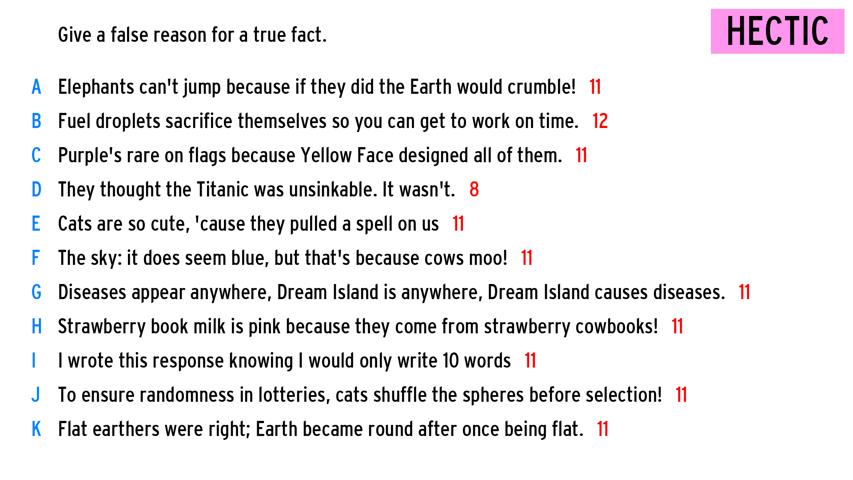 Give a false reason for a true fact.
HECTIC
A Elephants can't jump because if they did the Earth would crumble! 11
B Fuel droplets sacrifice themselves so you can get to work on time. 12
C Purple's rare on flags because Yellow Face designed all of them. 11
D They thought the Titanic was unsinkable. It wasn't. 8
E Cats are so cute, 'cause they pulled a spell on us 11
F The sky: it does seem blue, but that's because cows moo! 11
G Diseases appear anywhere, Dream Island is anywhere, Dream Island causes diseases. 11
H Strawberry book milk is pink because they come from strawberry cowbooks! 11
I I wrote this response knowing I would only write 10 words 11
J To ensure randomness in lotteries, cats shuffle the spheres before selection! 11
K Flat earthers were right; Earth became round after once being flat. 11